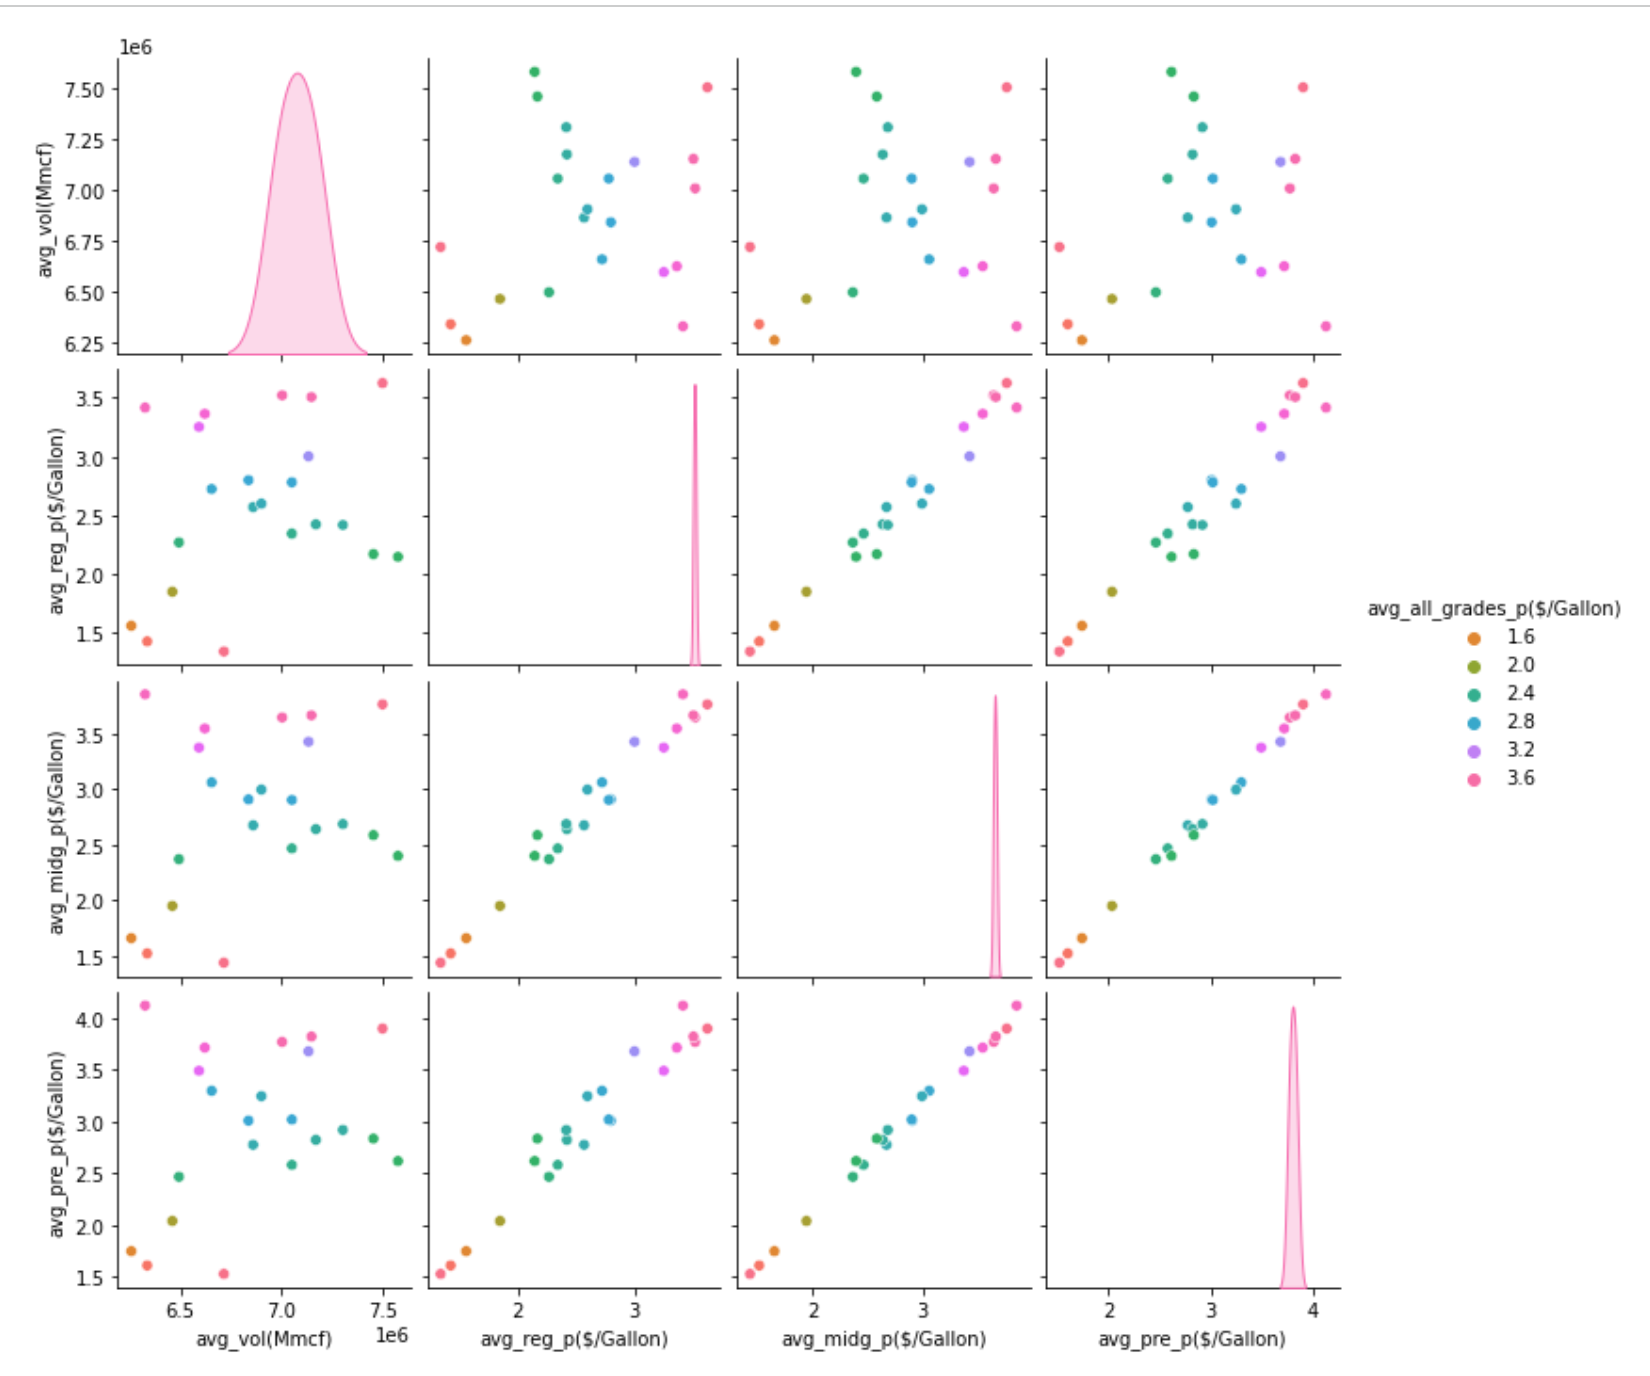 1e6
7.50
7.25
7.00
6.75
6.50
6.25
avg_vol(Mmcf)
3.5
3.0
2.5
2.0
1.5
avg_reg_p($/Gallon)
3.5
3.0
2.5
2.0
1.5
avg_midg_p($/Gallon)
4.0
3.5
3.0
2.5
2.0
1.5
avg_pre_p($/Gallon)
6.5 7.0 7.5
1e6
avg_vol(Mmcf)
2 3
avg_reg_p($/Gallon)
2 3
avg_midg_p($/Gallon)
2 3 4
avg_pre_p($/Gallon)
avg_all_grades_p($/Gallon)
1.6
2.0
2.4
2.8
3.2
3.6